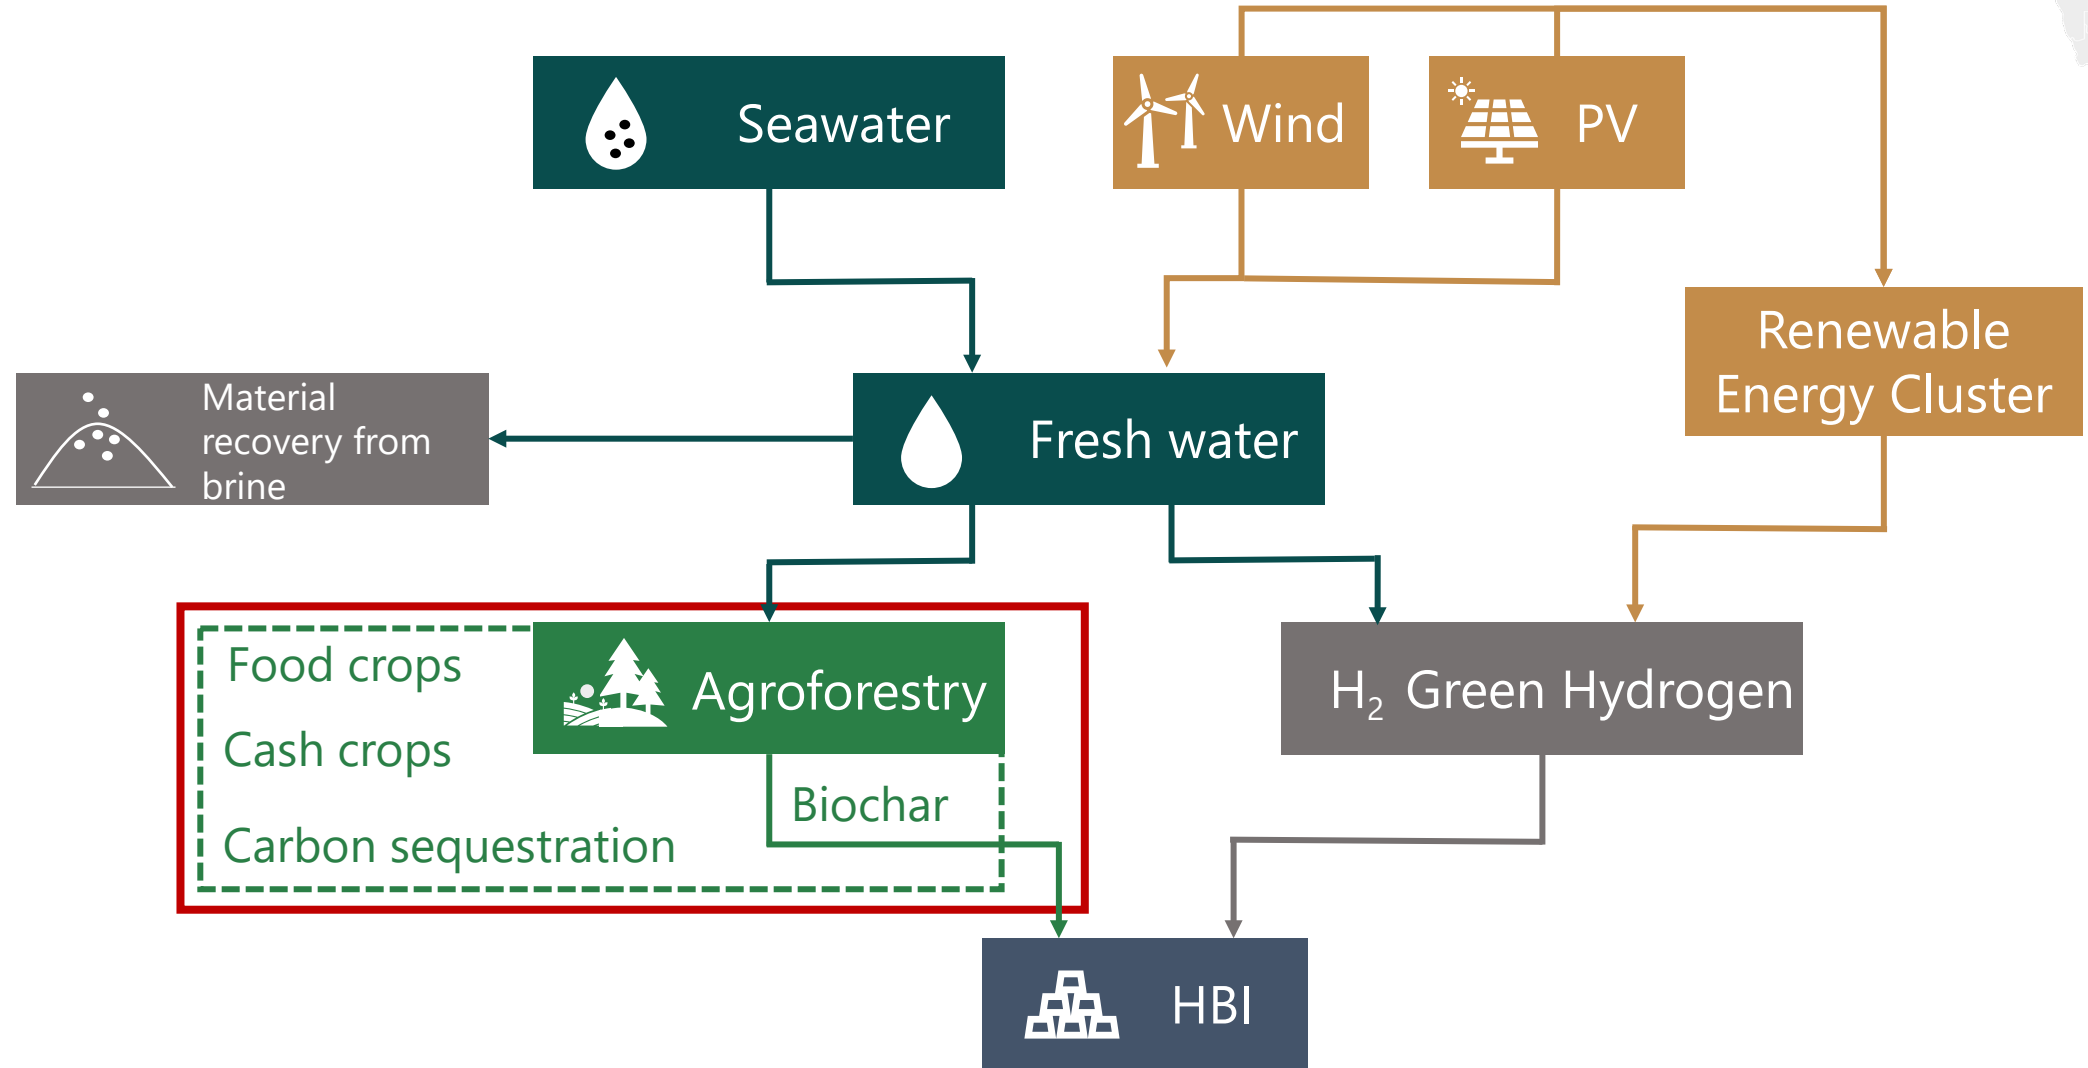 Seawater
Wind
PV
Renewable
Energy Cluster
Material
recovery from
brine
Fresh water
Food crops
Cash crops
Carbon sequestration
Agroforestry
Biochar
H₂ Green Hydrogen
HBI